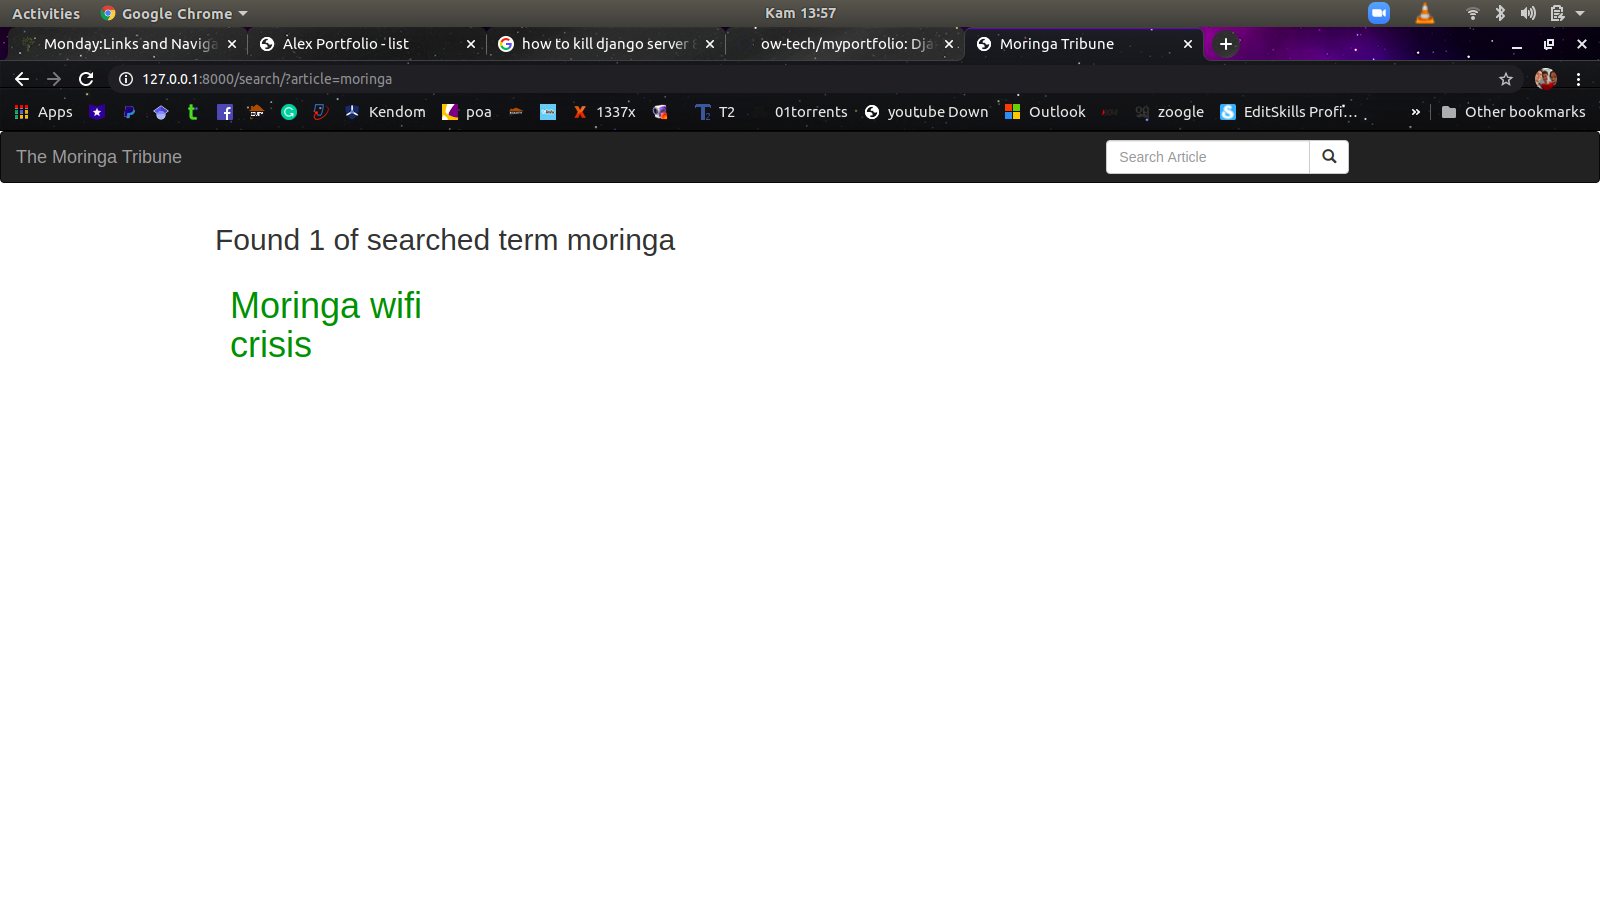 Activities
Google Chrome
Kam 13:57
Monday:Links and Naviga
Alex Portfolio - list
how to kill django server
ow-tech/myportfolio: Dja
Moringa Tribune
127.0.0.1:8000/search/?article=moringa
Apps
Kendom
poa
1337x
T2
01torrents
youtube Down
Outlook
zoogle
EditSkills Profi…
»
Other bookmarks
The Moringa Tribune
Search Article
Found 1 of searched term moringa
Moringa wifi
crisis